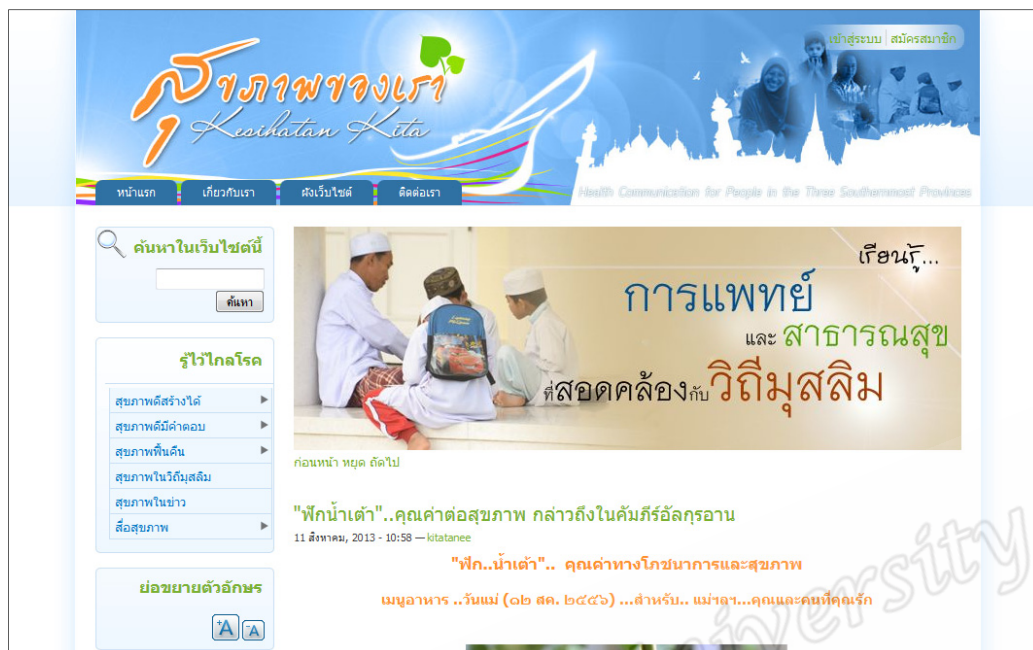 เข้าสู่ระบบ | สมัครสมาชิก
สุขภาพของเรา
Kesihatan Kita
หน้าแรก
เกี่ยวกับเรา
ผังเว็บไซต์
ติดต่อเรา
Health Communication for People in the Three Southernmost Provinces
ค้นหาในเว็บไซต์นี้
ค้นหา
รู้ไว้ไกลโรค
สุขภาพดีสร้างได้
สุขภาพดีมีคำตอบ
สุขภาพฟื้นคืน
สุขภาพในวิถีมุสลิม
สุขภาพในข่าว
สื่อสุขภาพ
ย่อขยายตัวอักษร
+A -A
เรียนรู้...
การแพทย์
และ สาธารณสุข
ที่สอดคล้องกับวิถีมุสลิม
ก่อนหน้า หยุด ถัดไป
"ฟักน้ำเต้า"..คุณค่าต่อสุขภาพ กล่าวถึงในคัมภีร์อัลกุรอาน
11 สิงหาคม, 2013 - 10:58 — kitatanee
"ฟัก..น้ำเต้า".. คุณค่าทางโภชนาการและสุขภาพ
เมนูอาหาร ..วันแม่ (๑๒ สค. ๒๕๕๖) ...สำหรับ.. แม่ฯลฯ...คุณและคนที่คุณรัก
University